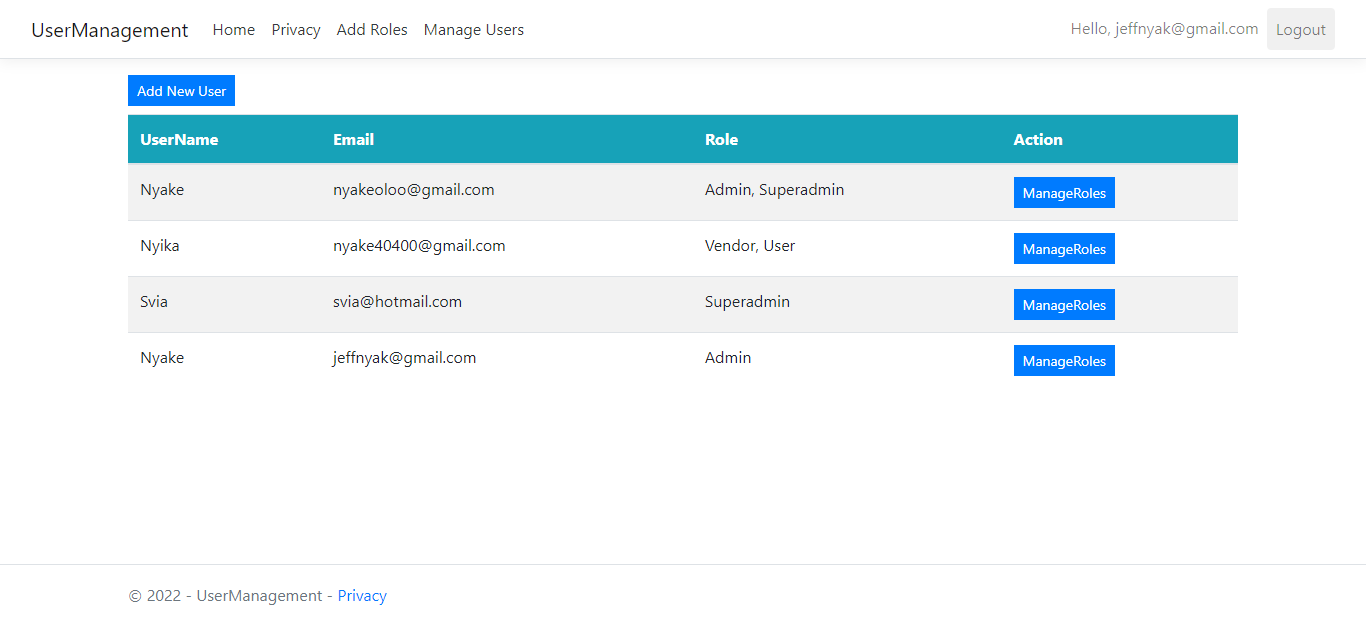 UserManagement Home Privacy Add Roles Manage Users Hello, jeffnyak@gmail.com Logout
Add New User
UserName Email Role Action
Nyake nyakeoloo@gmail.com Admin, Superadmin ManageRoles
Nyika nyake40400@gmail.com Vendor, User ManageRoles
Svia svia@hotmail.com Superadmin ManageRoles
Nyake jeffnyak@gmail.com Admin ManageRoles
© 2022 - UserManagement - Privacy